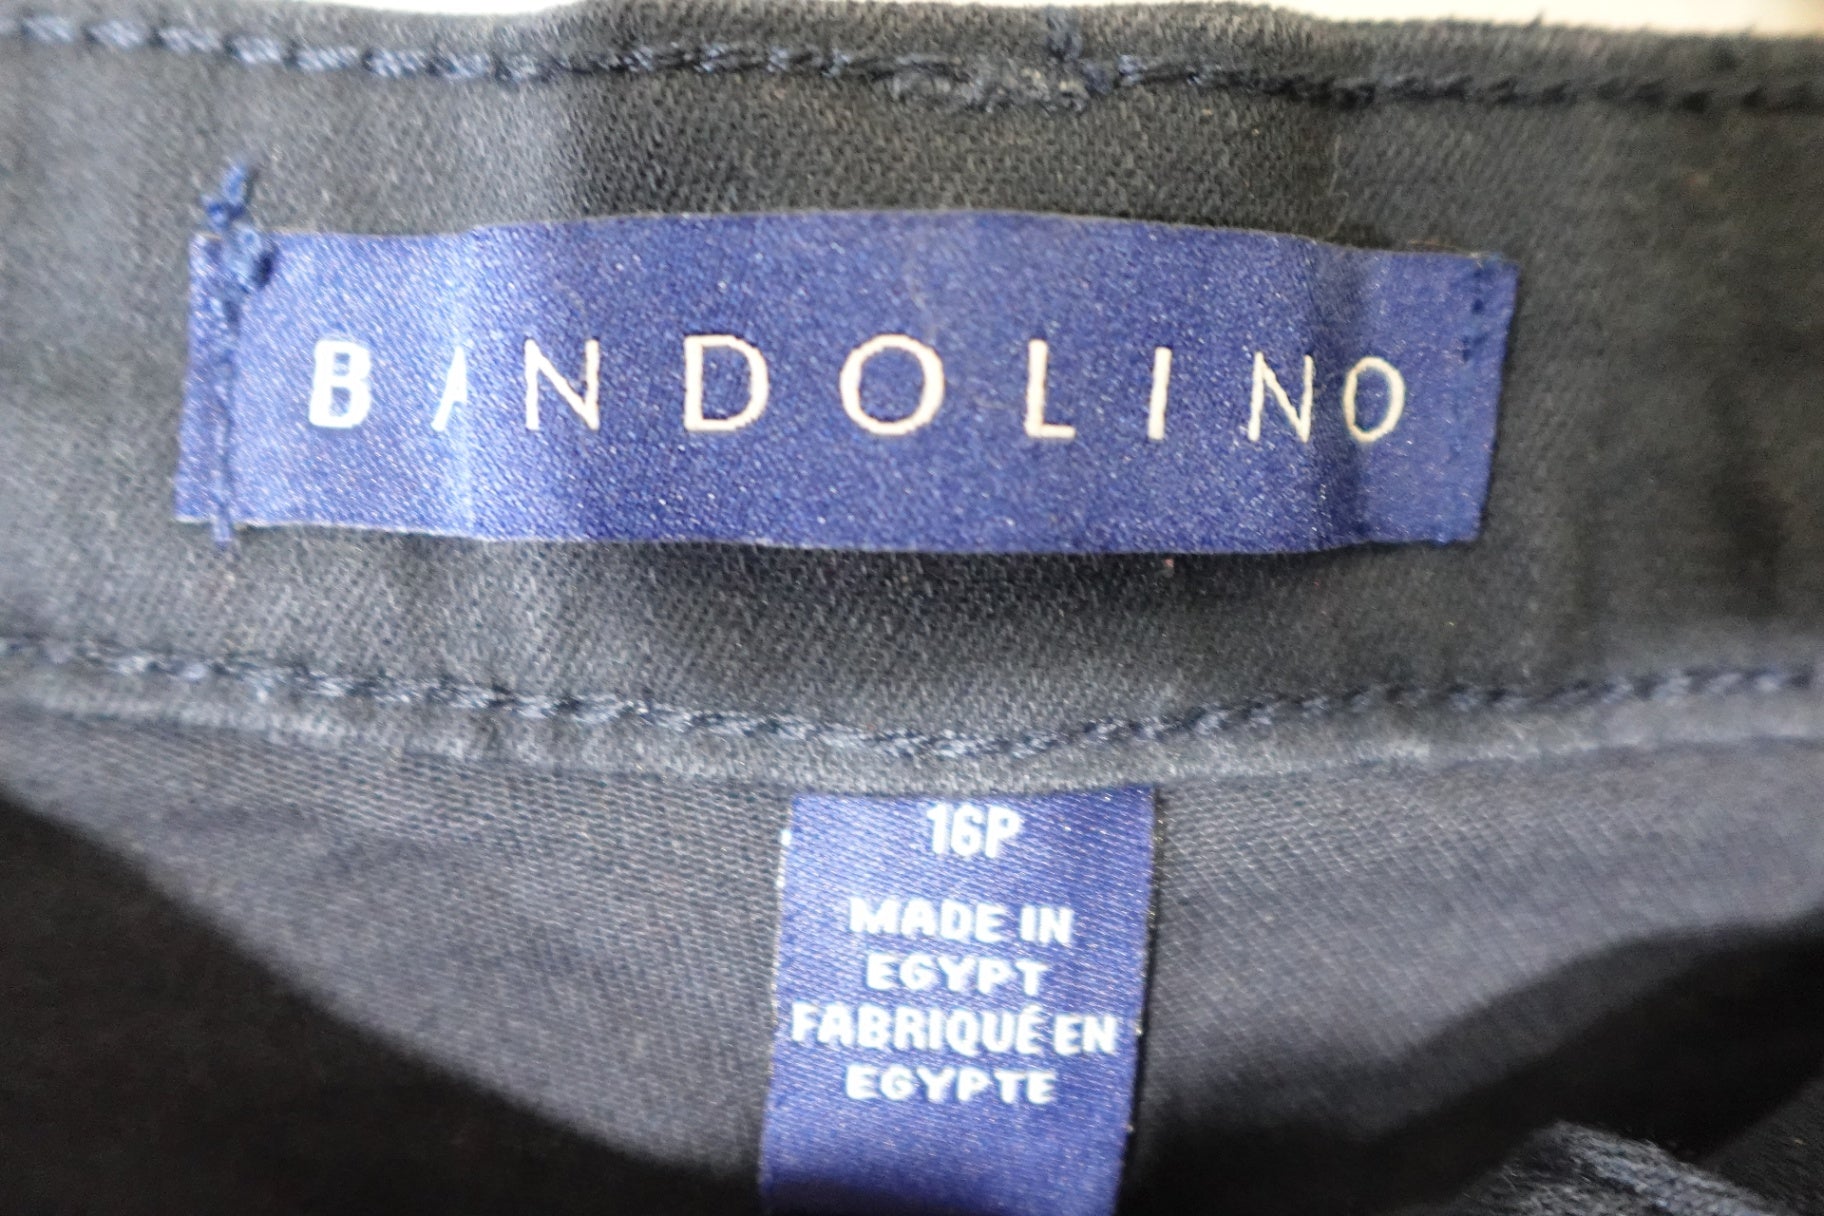 BANDOLINO
16P
MADE IN
EGYPT
FABRIQUÉ EN
EGYPTE